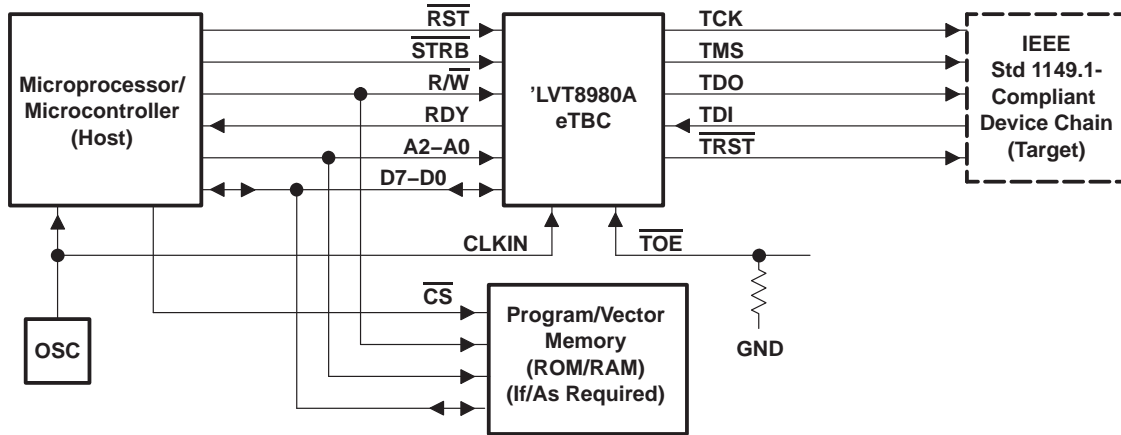 RST
STRB
R/W
RDY
A2–A0
D7–D0
Microprocessor/
Microcontroller
(Host)
'LVT8980A
eTBC
TCK
TMS
TDO
TDI
TRST
IEEE
Std 1149.1-
Compliant
Device Chain
(Target)
CLKIN
TOE
CS
OSC
Program/Vector
Memory
(ROM/RAM)
(If/As Required)
GND